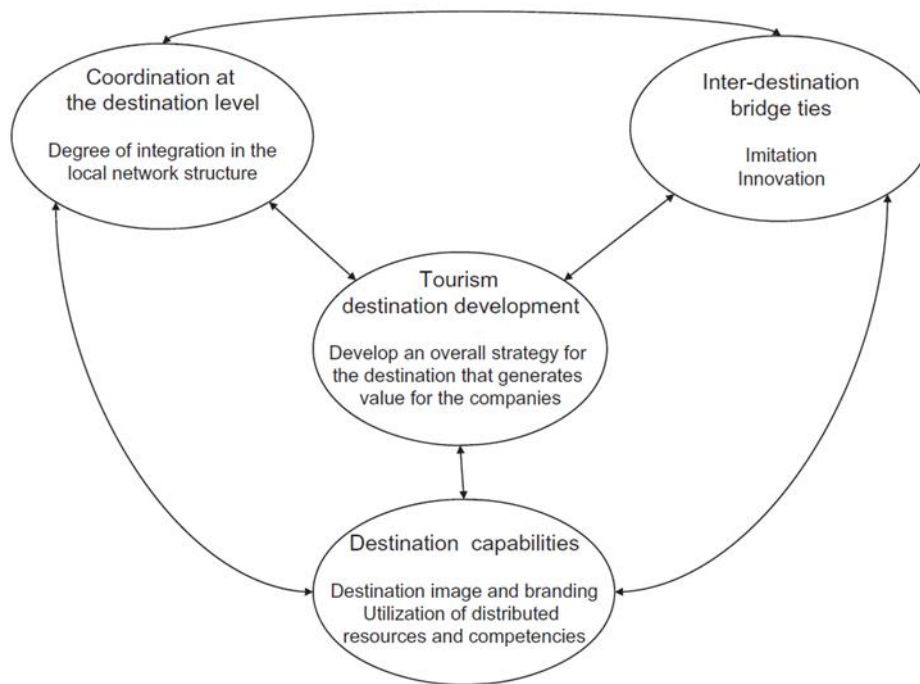 Coordination at
the destination level
Degree of integration in the
local network structure
Inter-destination
bridge ties
Imitation
Innovation
Tourism
destination development
Develop an overall strategy for
the destination that generates
value for the companies
Destination capabilities
Destination image and branding
Utilization of distributed
resources and competencies